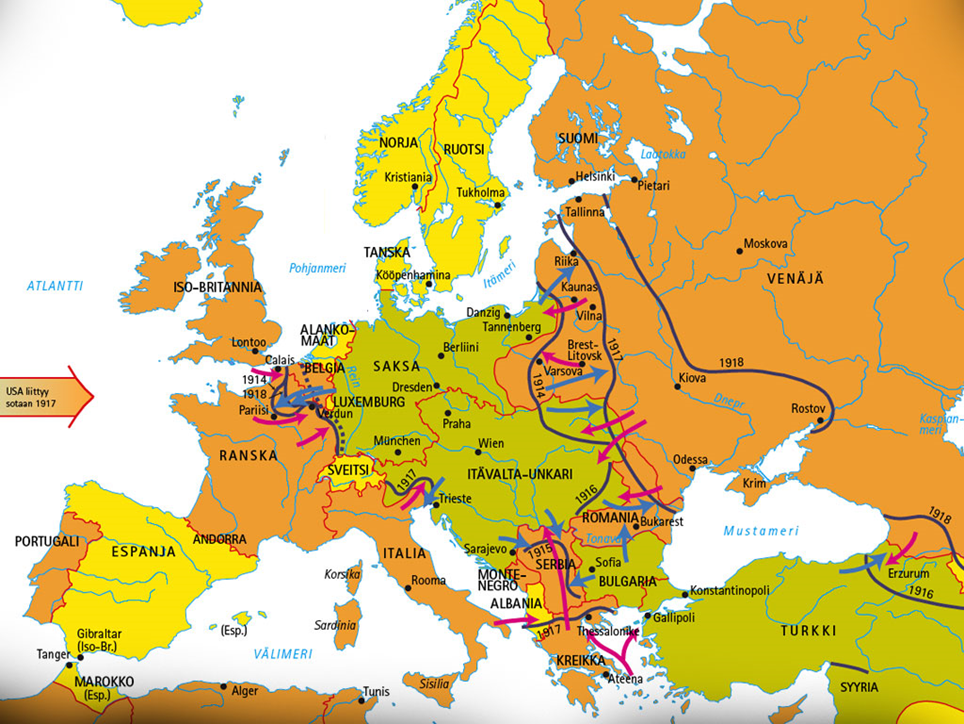 NORJA
RUOTSI
SUOMI
Laatokka
Kristiania
Helsinki
Pietari
Tukholma
Tallinna
TANSKA
Moskova
Riika
Pohjanmeri
Itämeri
Kööpenhamina
VENÄJÄ
ATLANTTI
ISO-BRITANNIA
Kaunas
Danzig
Vilna
Tannenberg
ALANKO-
MAAT
Lontoo
Berliini
Brest-
Litovsk
1917
Calais
BELGIA
SAKSA
Varsova
1918
1914
Rein
Kiova
USA liittyy
sotaan 1917
1918
Dresden
1914
LUXEMBURG
Dnepr
Pariisi
Verdun
Praha
Rostov
Kaspian-
meri
München
Wien
RANSKA
SVEITSI
ITÄVALTA-UNKARI
Odessa
1917
Krim
Trieste
1916
ROMANIA
Bukarest
1918
PORTUGALI
ESPANJA
ANDORRA
Mustameri
Tonava
ITALIA
Sarajevo
1915
SERBIA
Sofia
Korsika
MONTE-
NEGRO
BULGARIA
Erzurum
Rooma
Konstantinopoli
1916
ALBANIA
Gallipoli
Sardinia
1917
Thessalonike
(Esp.)
TURKKI
Gibraltar
(Iso-Br.)
VÄLIMERI
Tanger
KREIKKA
Ateena
MAROKKO
(Esp.)
Sisilia
Alger
Tunis
SYYRIA